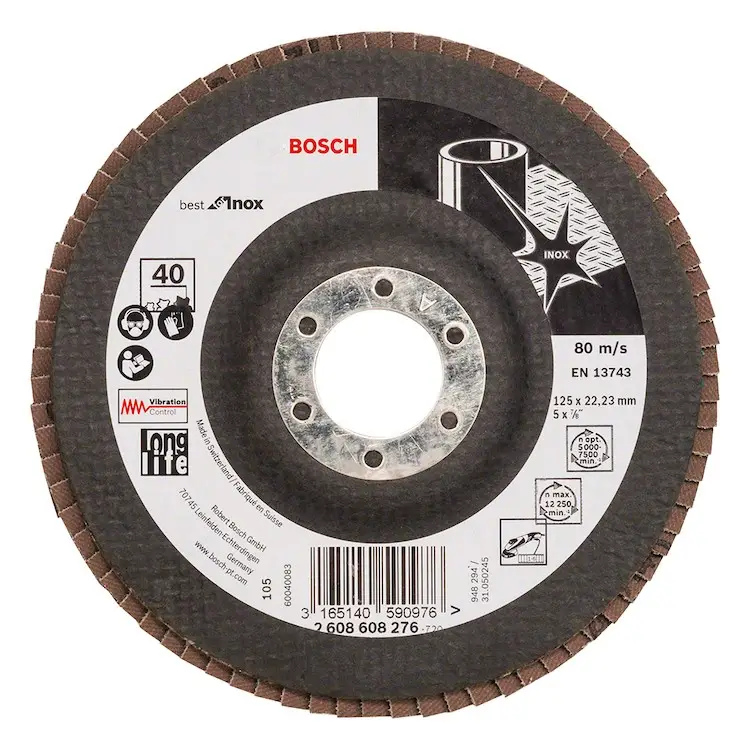 BOSCH
best for Inox
INOX
40
80 m/s
EN 13743
125 x 22,23 mm
5 x ⅞"
Vibration
Control
n opt.
5000-
7500
min.⁻¹
n max.
12 250
min.⁻¹
long
life
Made in Switzerland / Fabriqué en Suisse
Robert Bosch GmbH
70745 Leinfelden-Echterdingen
Germany
www.bosch-pt.com
105
60040083
948 294 /
31.050245
3 165140 590976 V
2 608 608 276 -720
A